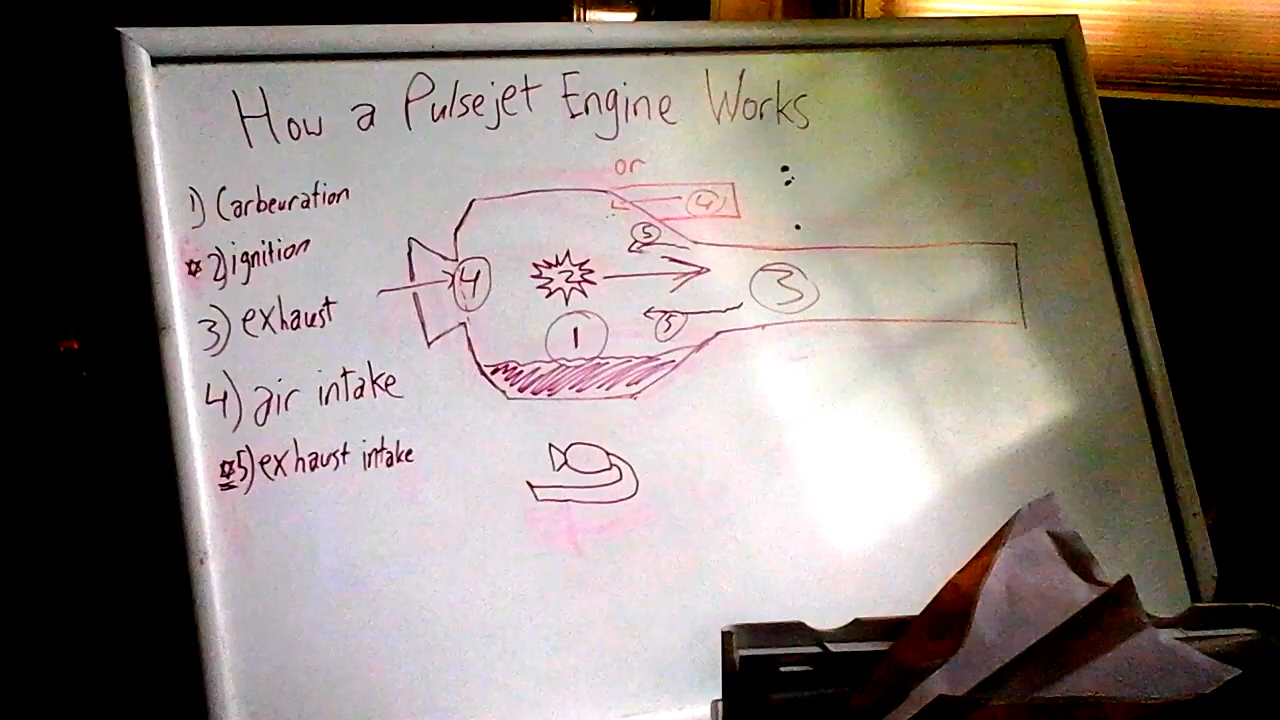 How a Pulsejet Engine Works
1) Carbeuration
2) ignition
3) exhaust
4) air intake
5) exhaust intake
or
4
5
4
2
3
5
1